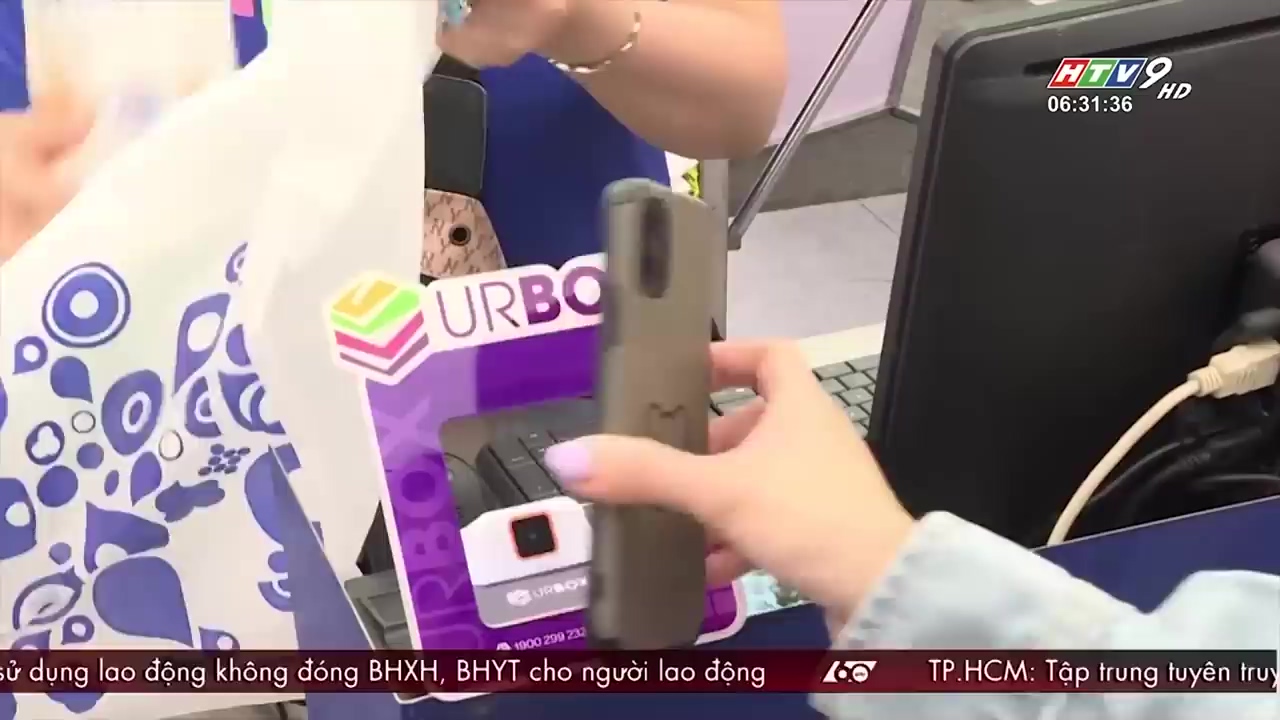 HTV9 HD
06:31:36
URBO
URBOX
URBOX
1900 299 232
sử dụng lao động không đóng BHXH, BHYT cho người lao động
60
TP.HCM: Tập trung tuyên truy